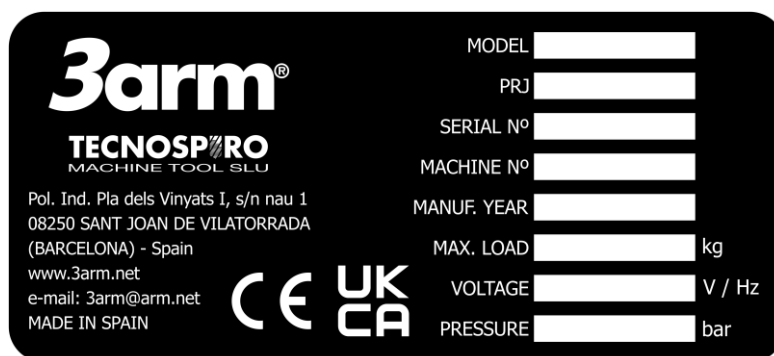 3arm®
TECNOSPIRO
MACHINE TOOL SLU
Pol. Ind. Pla dels Vinyats I, s/n nau 1
08250 SANT JOAN DE VILATORRADA
(BARCELONA) - Spain
www.3arm.net
e-mail: 3arm@arm.net
MADE IN SPAIN
CE
UK
CA
MODEL
PRJ
SERIAL Nº
MACHINE Nº
MANUF. YEAR
MAX. LOAD kg
VOLTAGE V / Hz
PRESSURE bar